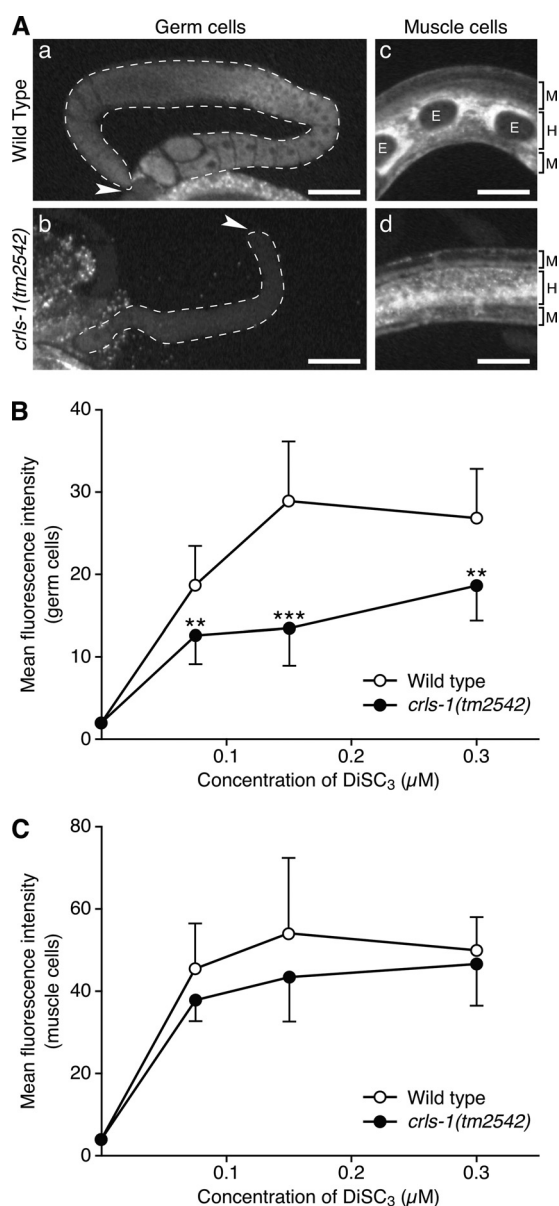 A
Germ cells
Muscle cells
Wild Type
a
c
E
E
E
M
H
M
crls-1(tm2542)
b
d
M
H
M
B
Mean fluorescence intensity
(germ cells)
40
30
20
10
0
**
***
**
Wild type
crls-1(tm2542)
0.1
0.2
0.3
Concentration of DiSC₃ (µM)
C
Mean fluorescence intensity
(muscle cells)
80
60
40
20
0
Wild type
crls-1(tm2542)
0.1
0.2
0.3
Concentration of DiSC₃ (µM)